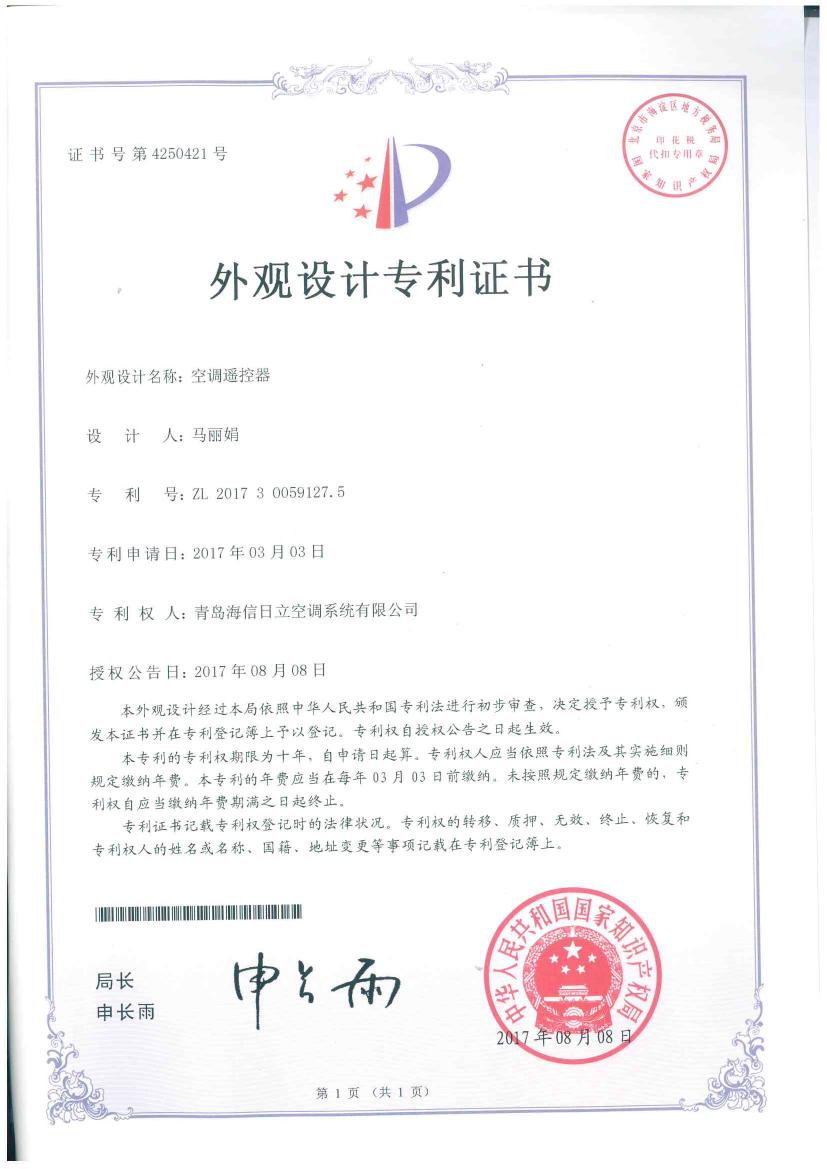 证书号第4250421号
北京市海淀区地方税务局
印花税
代扣专用章
国家知识产权局
外观设计专利证书
外观设计名称：空调遥控器
设计人：马丽娟
专利号：ZL 2017 3 0059127.5
专利申请日：2017年03月03日
专利权人：青岛海信日立空调系统有限公司
授权公告日：2017年08月08日
本外观设计经过本局依照中华人民共和国专利法进行初步审查，决定授予专利权，颁
发本证书并在专利登记簿上予以登记。专利权自授权公告之日起生效。
本专利的专利权期限为十年，自申请日起算。专利权人应当依照专利法及其实施细则
规定缴纳年费。本专利的年费应当在每年03月03日前缴纳。未按照规定缴纳年费的，专
利权自应当缴纳年费期满之日起终止。
专利证书记载专利权登记时的法律状况。专利权的转移、质押、无效、终止、恢复和
专利权人的姓名或名称、国籍、地址变更等事项记载在专利登记簿上。
局长
申长雨
申长雨
中华人民共和国国家知识产权局
2017年08月08日
第1页（共1页）